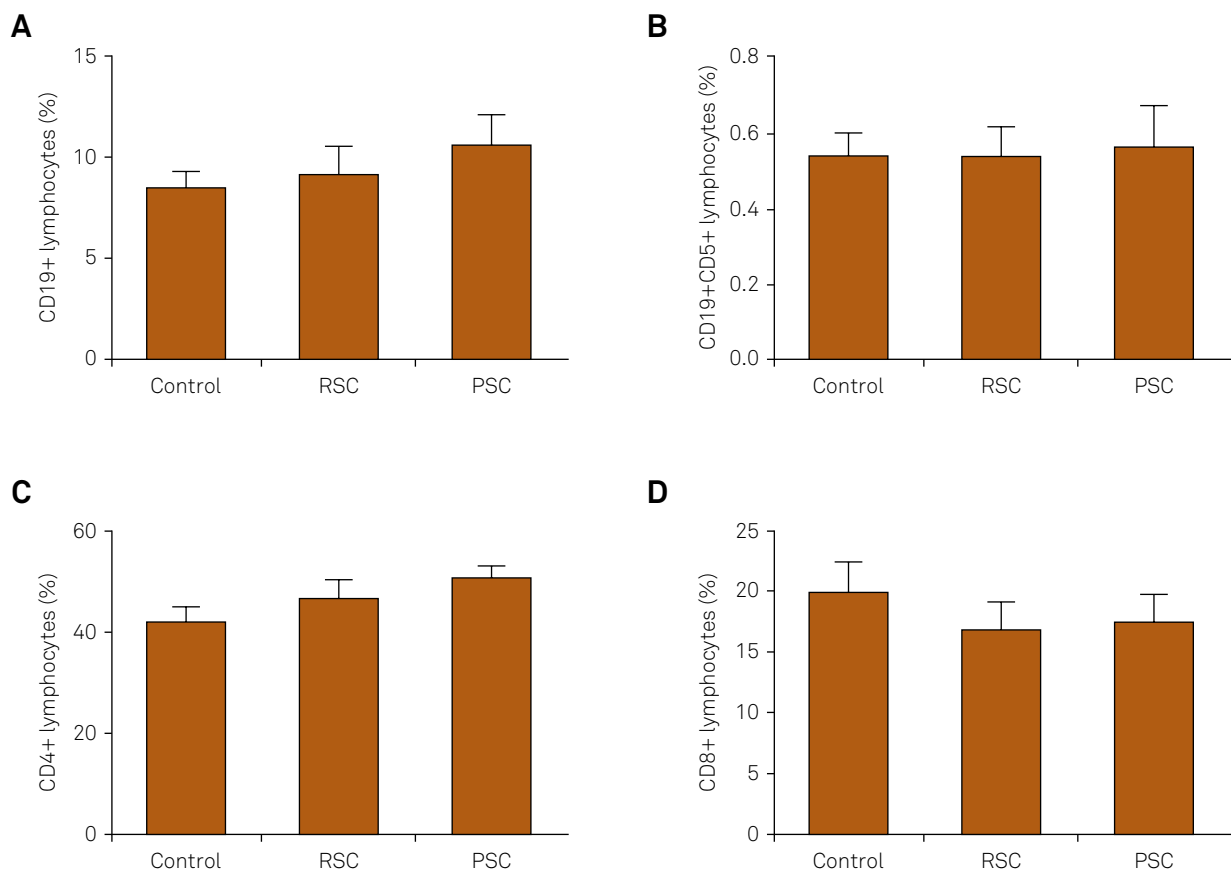 A
CD19+ lymphocytes (%)
15
10
5
0
Control RSC PSC
B
CD19+CD5+ lymphocytes (%)
0.8
0.6
0.4
0.2
0.0
Control RSC PSC
C
CD4+ lymphocytes (%)
60
40
20
0
Control RSC PSC
D
CD8+ lymphocytes (%)
25
20
15
10
5
0
Control RSC PSC